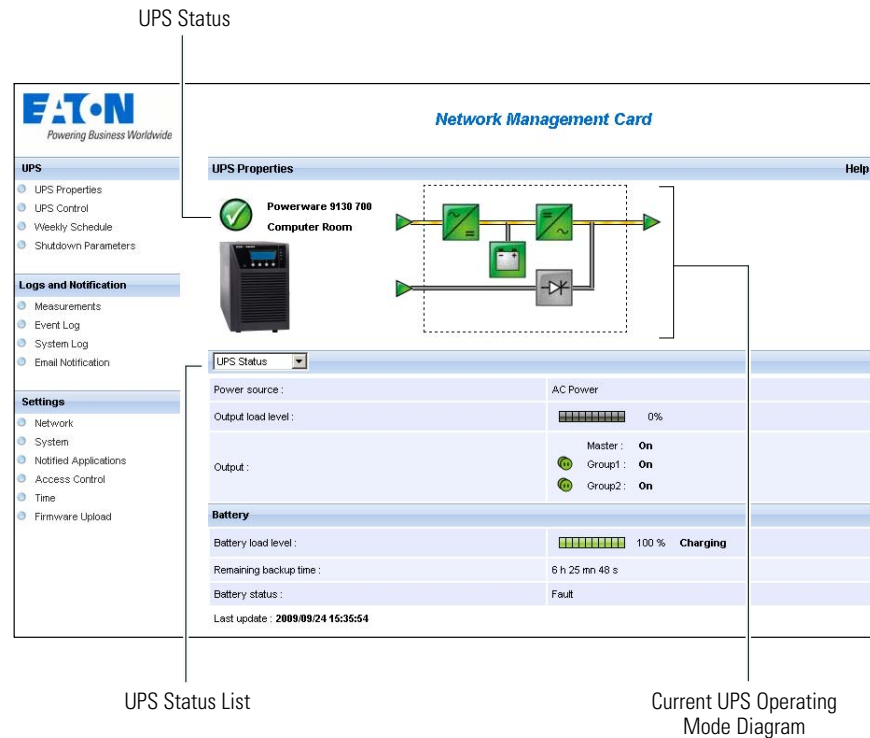 UPS Status
EATON
Powering Business Worldwide
Network Management Card
UPS
UPS Properties
UPS Control
Weekly Schedule
Shutdown Parameters
Logs and Notification
Measurements
Event Log
System Log
Email Notification
Settings
Network
System
Notified Applications
Access Control
Time
Firmware Upload
UPS Properties Help
Powerware 9130 700
Computer Room
UPS Status
Power source : AC Power
Output load level : 0%
Output :
Master : On
Group1 : On
Group2 : On
Battery
Battery load level : 100 % Charging
Remaining backup time : 6 h 25 mn 48 s
Battery status : Fault
Last update : 2009/09/24 15:35:54
UPS Status List
Current UPS Operating
Mode Diagram